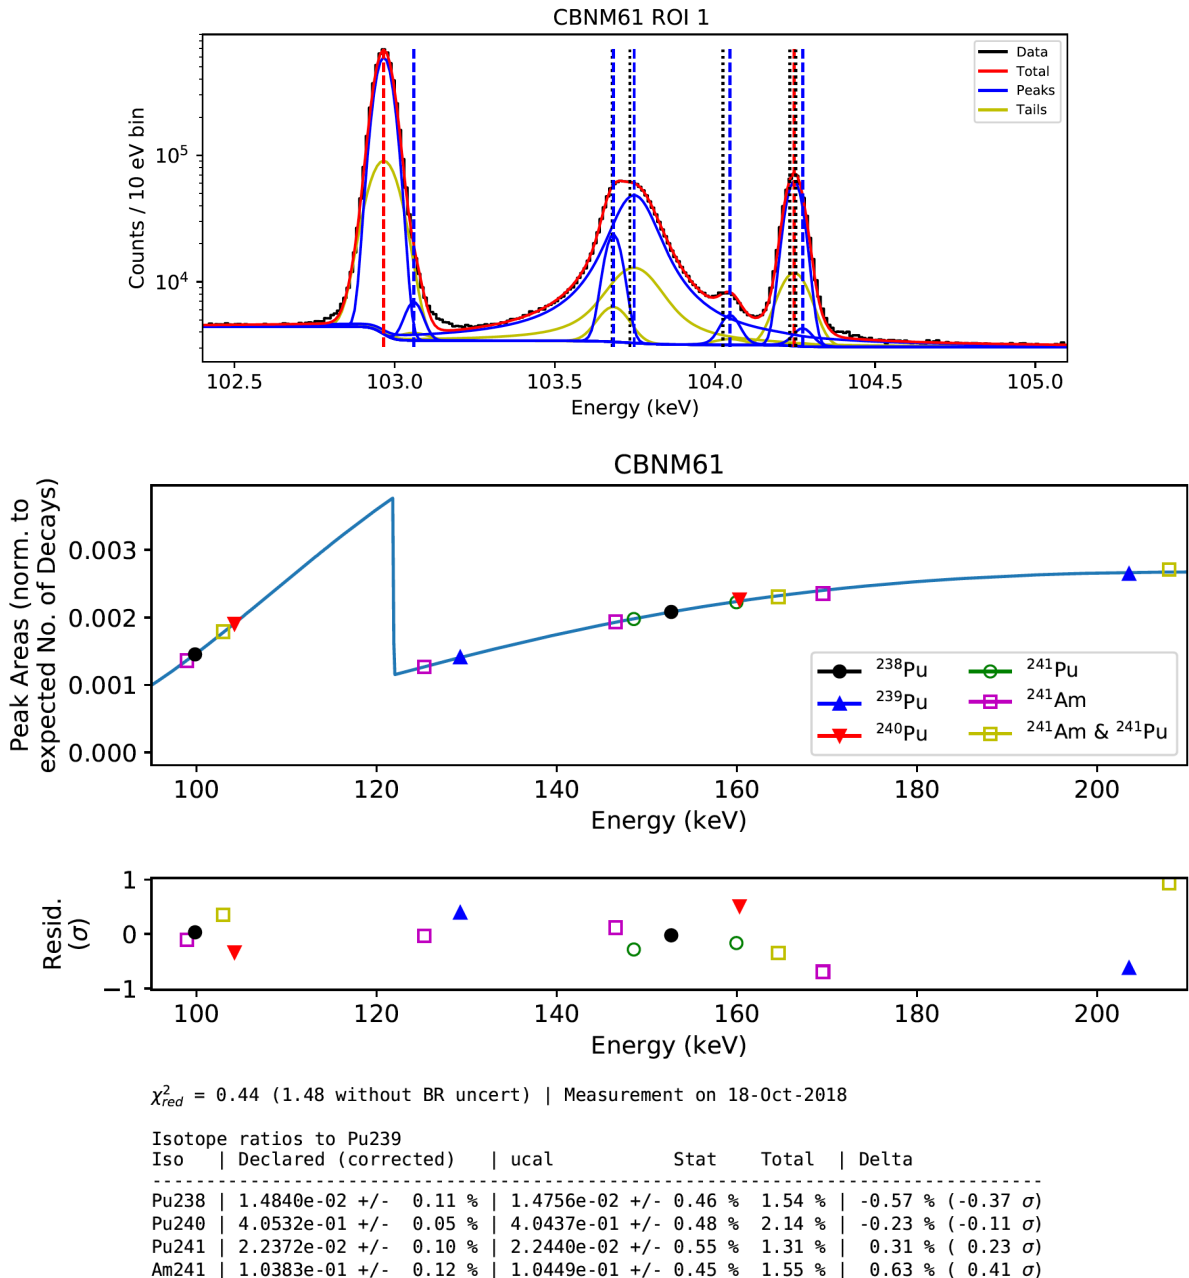 CBNM61 ROI 1
Counts / 10 eV bin
10^5
10^4
Data
Total
Peaks
Tails
102.5 103.0 103.5 104.0 104.5 105.0
Energy (keV)
CBNM61
Peak Areas (norm. to
expected No. of Decays)
0.003
0.002
0.001
0.000
238Pu
239Pu
240Pu
241Pu
241Am
241Am & 241Pu
100 120 140 160 180 200
Energy (keV)
Resid.
(σ)
1
0
−1
100 120 140 160 180 200
Energy (keV)
χ²red = 0.44 (1.48 without BR uncert) | Measurement on 18-Oct-2018
Isotope ratios to Pu239
Iso | Declared (corrected) | ucal Stat Total | Delta
--------------------------------------------------------------------------------
Pu238 | 1.4840e-02 +/- 0.11 % | 1.4756e-02 +/- 0.46 % 1.54 % | -0.57 % (-0.37 σ)
Pu240 | 4.0532e-01 +/- 0.05 % | 4.0437e-01 +/- 0.48 % 2.14 % | -0.23 % (-0.11 σ)
Pu241 | 2.2372e-02 +/- 0.10 % | 2.2440e-02 +/- 0.55 % 1.31 % | 0.31 % ( 0.23 σ)
Am241 | 1.0383e-01 +/- 0.12 % | 1.0449e-01 +/- 0.45 % 1.55 % | 0.63 % ( 0.41 σ)